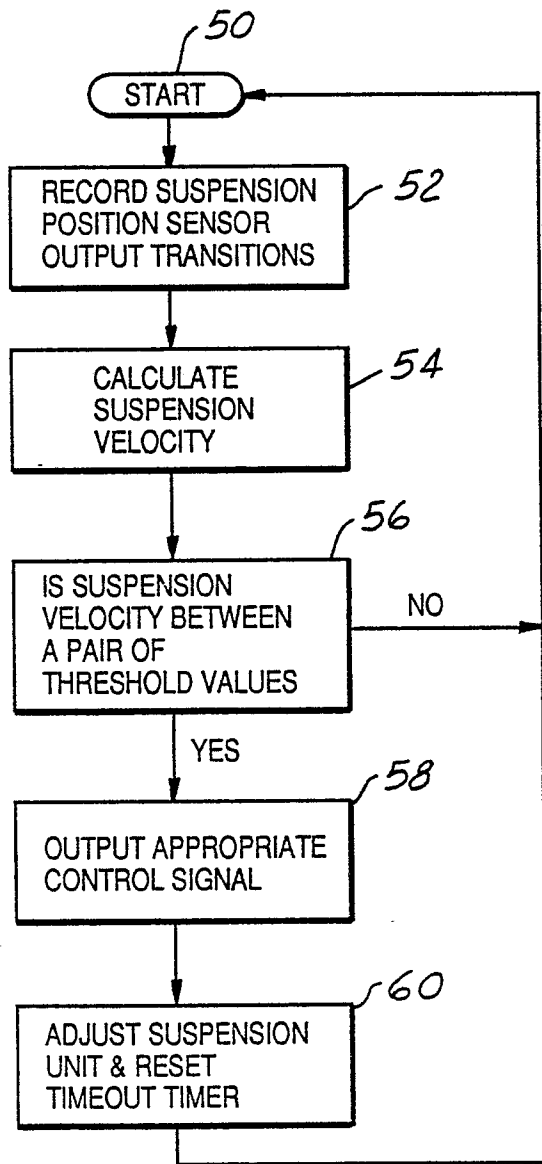 50
START
RECORD SUSPENSION
POSITION SENSOR
OUTPUT TRANSITIONS
52
CALCULATE
SUSPENSION
VELOCITY
54
56
IS SUSPENSION
VELOCITY BETWEEN
A PAIR OF
THRESHOLD VALUES
NO
YES
58
OUTPUT APPROPRIATE
CONTROL SIGNAL
60
ADJUST SUSPENSION
UNIT & RESET
TIMEOUT TIMER